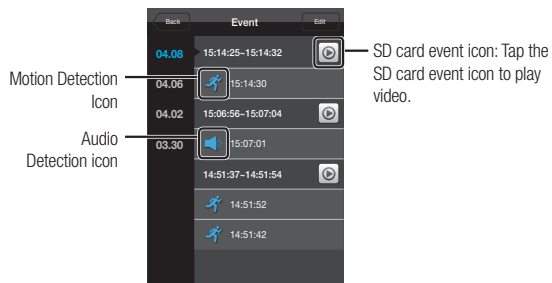 Back
Event
Edit
04.08
15:14:25~15:14:32
SD card event icon: Tap the
SD card event icon to play
video.
Motion Detection
Icon
04.06
15:14:30
04.02
15:06:56~15:07:04
Audio
Detection icon
03.30
15:07:01
14:51:37~14:51:54
14:51:52
14:51:42